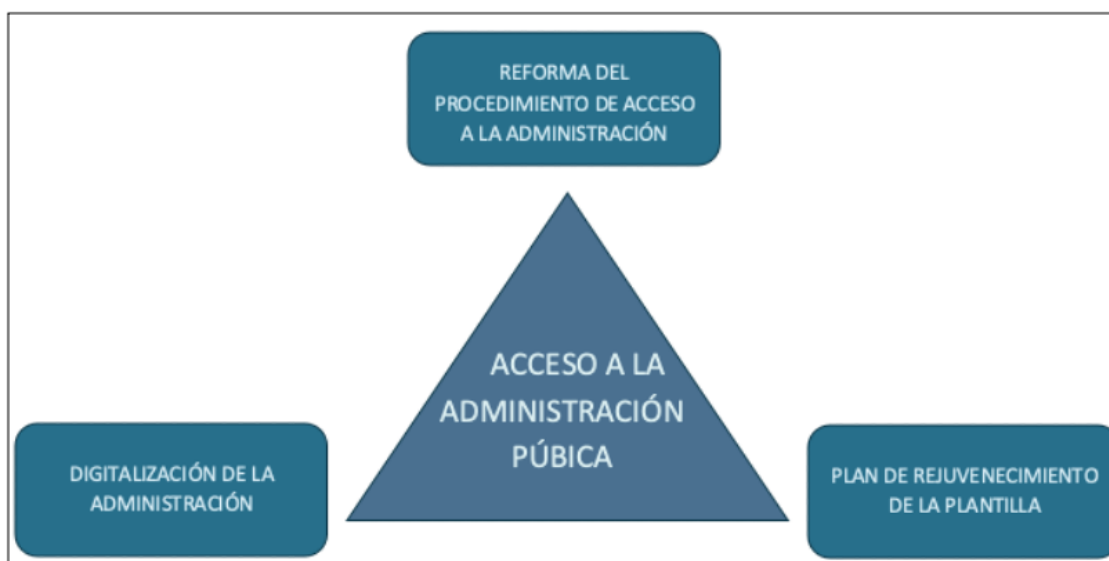 REFORMA DEL
PROCEDIMIENTO DE ACCESO
A LA ADMINISTRACIÓN
ACCESO A LA
ADMINISTRACIÓN
PÚBICA
DIGITALIZACIÓN DE LA
ADMINISTRACIÓN
PLAN DE REJUVENECIMIENTO
DE LA PLANTILLA